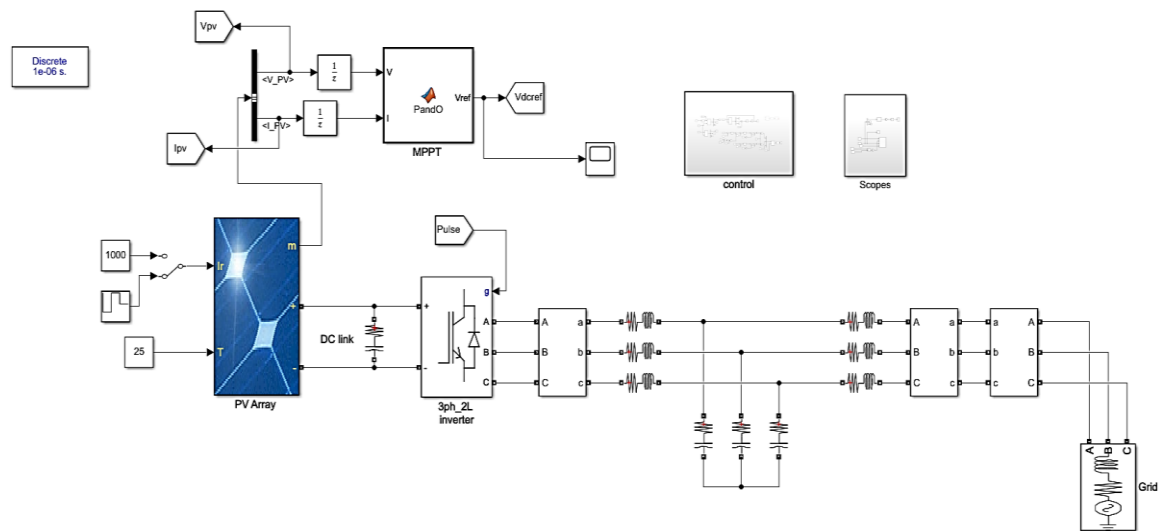 Vpv
Discrete
1e-06 s.
<V_PV>
1
z
V
PandO
Vref
Vdcref
<I_PV>
1
z
I
MPPT
Ipv
control
Scopes
1000
Ir
m
Pulse
g
+
+
A
A
a
A
a
a
A
DC link
B
B
b
B
b
b
B
25
T
-
-
C
C
c
C
c
c
C
PV Array
3ph_2L
inverter
A
B
C
Grid